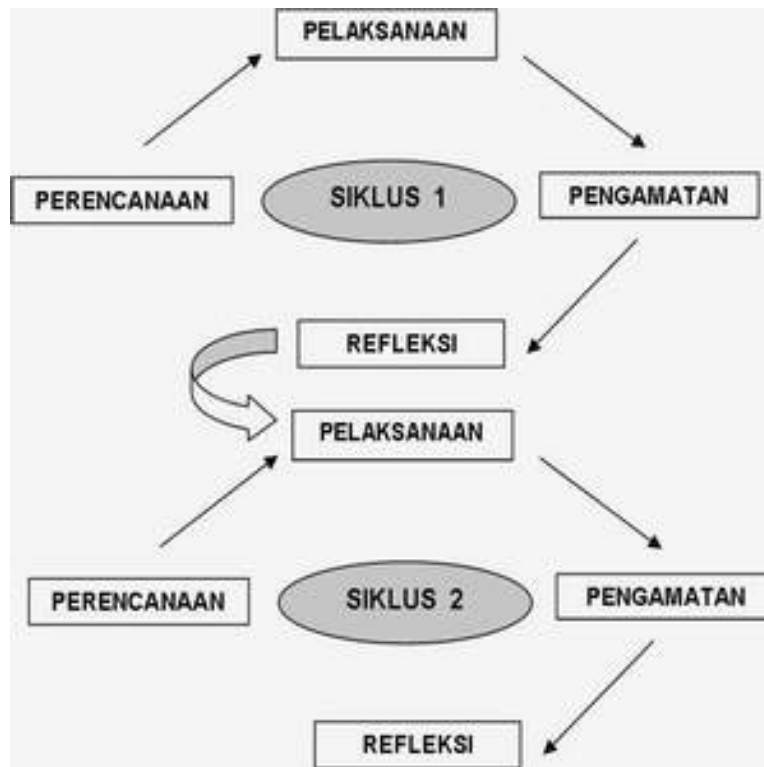 PELAKSANAAN
PERENCANAAN
SIKLUS 1
PENGAMATAN
REFLEKSI
PELAKSANAAN
PERENCANAAN
SIKLUS 2
PENGAMATAN
REFLEKSI